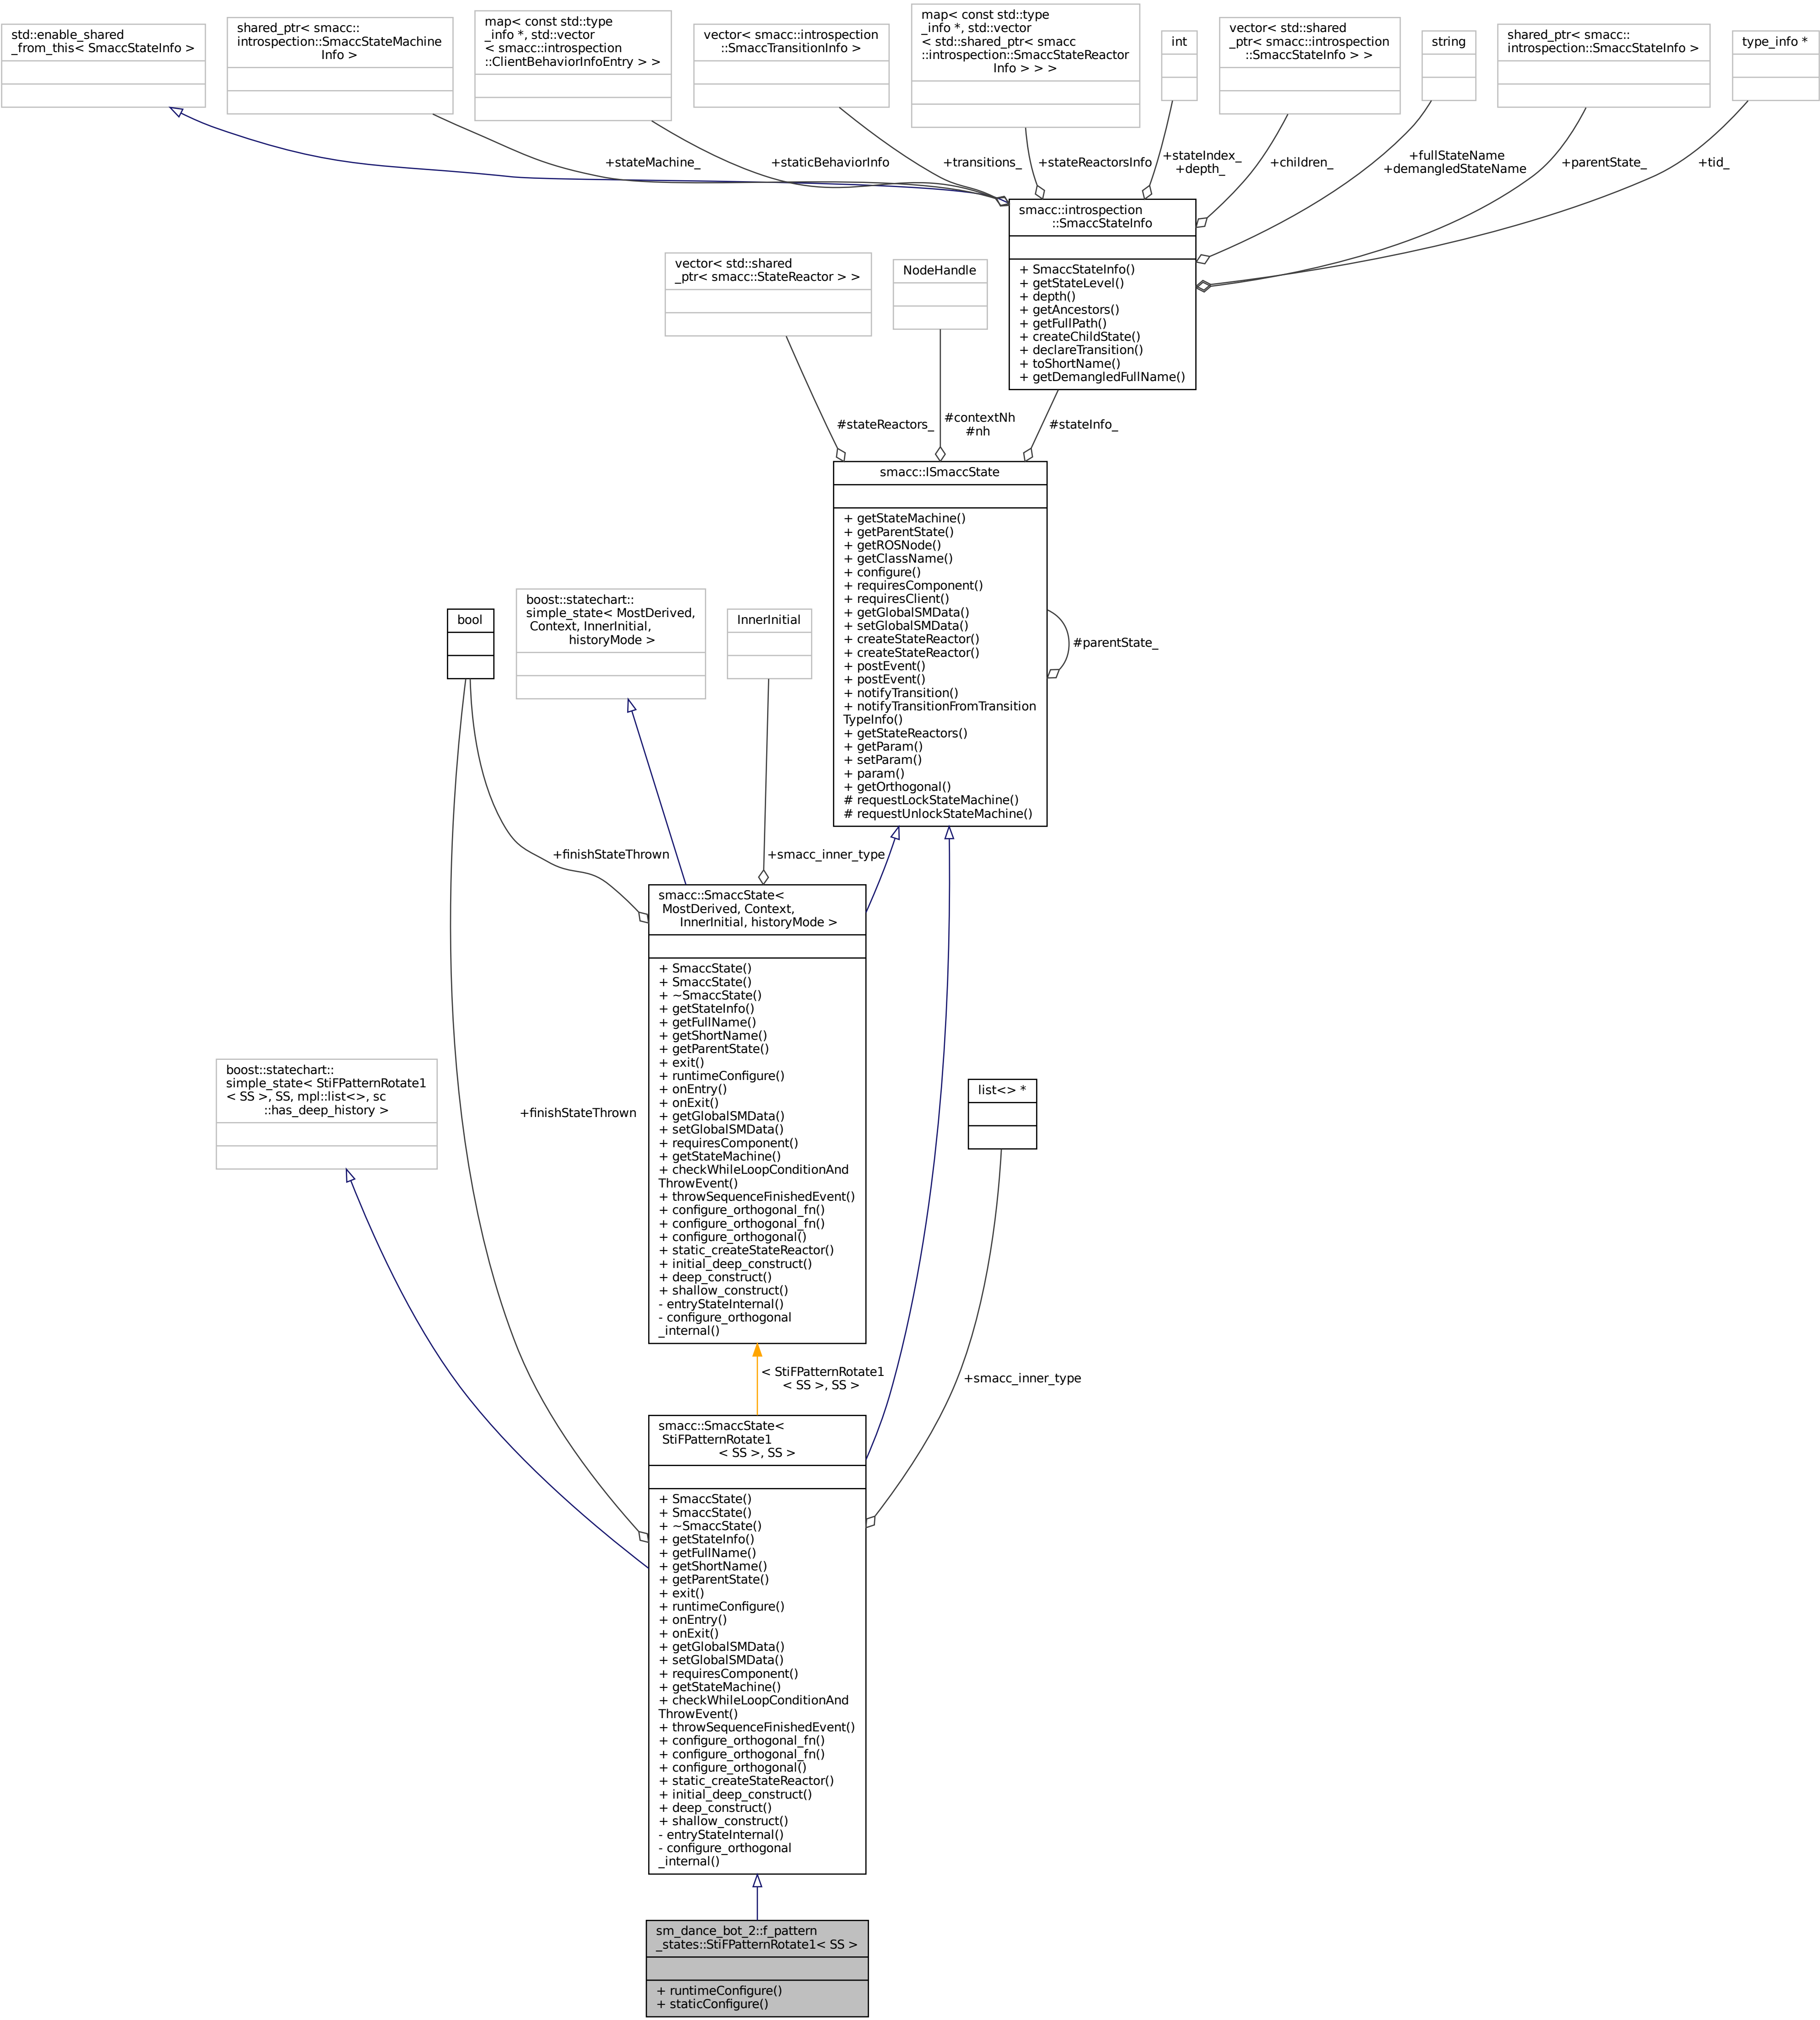 std::enable_shared
_from_this< SmaccStateInfo >
shared_ptr< smacc::
introspection::SmaccStateMachine
Info >
map< const std::type
_info *, std::vector
< smacc::introspection
::ClientBehaviorInfoEntry > >
vector< smacc::introspection
::SmaccTransitionInfo >
map< const std::type
_info *, std::vector
< std::shared_ptr< smacc
::introspection::SmaccStateReactor
Info > > >
int
vector< std::shared
_ptr< smacc::introspection
::SmaccStateInfo > >
string
shared_ptr< smacc::
introspection::SmaccStateInfo >
type_info *
+stateMachine_
+staticBehaviorInfo
+transitions_
+stateReactorsInfo
+stateIndex_
+depth_
+children_
+fullStateName
+demangledStateName
+parentState_
+tid_
smacc::introspection
::SmaccStateInfo
+ SmaccStateInfo()
+ getStateLevel()
+ depth()
+ getAncestors()
+ getFullPath()
+ createChildState()
+ declareTransition()
+ toShortName()
+ getDemangledFullName()
vector< std::shared
_ptr< smacc::StateReactor > >
NodeHandle
#stateReactors_
#contextNh
#nh
#stateInfo_
smacc::ISmaccState
+ getStateMachine()
+ getParentState()
+ getROSNode()
+ getClassName()
+ configure()
+ requiresComponent()
+ requiresClient()
+ getGlobalSMData()
+ setGlobalSMData()
+ createStateReactor()
+ createStateReactor()
+ postEvent()
+ postEvent()
+ notifyTransition()
+ notifyTransitionFromTransition
TypeInfo()
+ getStateReactors()
+ getParam()
+ setParam()
+ param()
+ getOrthogonal()
# requestLockStateMachine()
# requestUnlockStateMachine()
#parentState_
bool
boost::statechart::
simple_state< MostDerived,
Context, InnerInitial,
historyMode >
InnerInitial
+finishStateThrown
+smacc_inner_type
smacc::SmaccState<
MostDerived, Context,
InnerInitial, historyMode >
+ SmaccState()
+ SmaccState()
+ ~SmaccState()
+ getStateInfo()
+ getFullName()
+ getShortName()
+ getParentState()
+ exit()
+ runtimeConfigure()
+ onEntry()
+ onExit()
+ getGlobalSMData()
+ setGlobalSMData()
+ requiresComponent()
+ getStateMachine()
+ checkWhileLoopConditionAnd
ThrowEvent()
+ throwSequenceFinishedEvent()
+ configure_orthogonal_fn()
+ configure_orthogonal_fn()
+ configure_orthogonal()
+ static_createStateReactor()
+ initial_deep_construct()
+ deep_construct()
+ shallow_construct()
- entryStateInternal()
- configure_orthogonal
_internal()
boost::statechart::
simple_state< StiFPatternRotate1
< SS >, SS, mpl::list<>, sc
::has_deep_history >
+finishStateThrown
list<> *
< StiFPatternRotate1
< SS >, SS >
+smacc_inner_type
smacc::SmaccState<
StiFPatternRotate1
< SS >, SS >
+ SmaccState()
+ SmaccState()
+ ~SmaccState()
+ getStateInfo()
+ getFullName()
+ getShortName()
+ getParentState()
+ exit()
+ runtimeConfigure()
+ onEntry()
+ onExit()
+ getGlobalSMData()
+ setGlobalSMData()
+ requiresComponent()
+ getStateMachine()
+ checkWhileLoopConditionAnd
ThrowEvent()
+ throwSequenceFinishedEvent()
+ configure_orthogonal_fn()
+ configure_orthogonal_fn()
+ configure_orthogonal()
+ static_createStateReactor()
+ initial_deep_construct()
+ deep_construct()
+ shallow_construct()
- entryStateInternal()
- configure_orthogonal
_internal()
sm_dance_bot_2::f_pattern
_states::StiFPatternRotate1< SS >
+ runtimeConfigure()
+ staticConfigure()